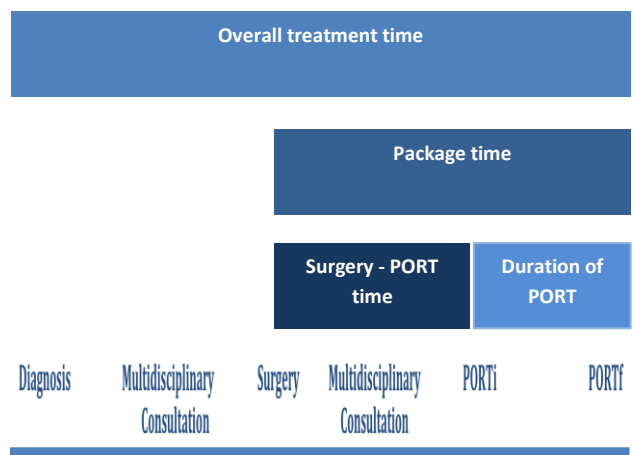 Overall treatment time
Package time
Surgery - PORT
time
Duration of
PORT
Diagnosis
Multidisciplinary
Consultation
Surgery
Multidisciplinary
Consultation
PORTi
PORTf